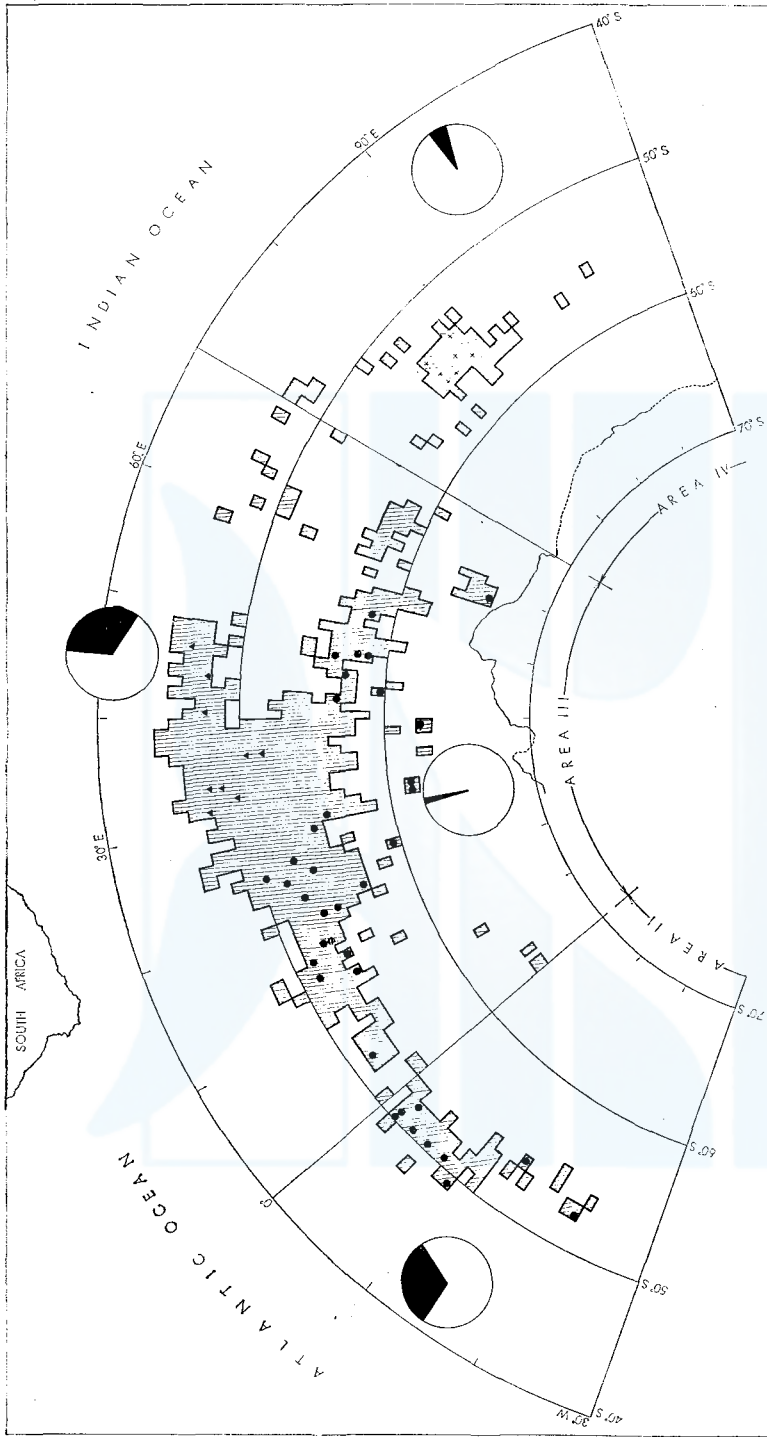 INDIAN OCEAN
40°S
90°E
50°S
60°S
60°E
70°S
AREA IV
AREA III
30°E
SOUTH AFRICA
AREA II
70°S
60°S
0°
ATLANTIC OCEAN
50°S
40°S
30°W